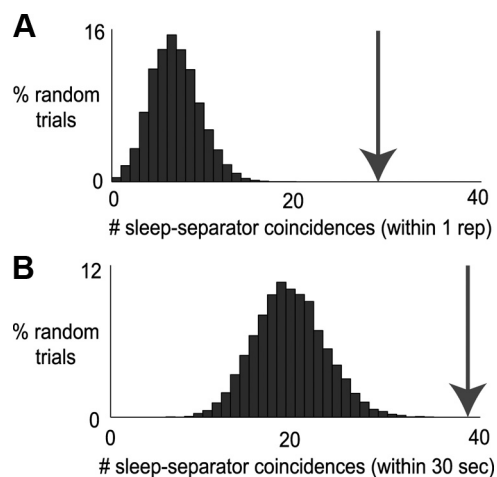 A
16
% random
trials
0
0
20
40
# sleep-separator coincidences (within 1 rep)
B
12
% random
trials
0
0
20
40
# sleep-separator coincidences (within 30 sec)